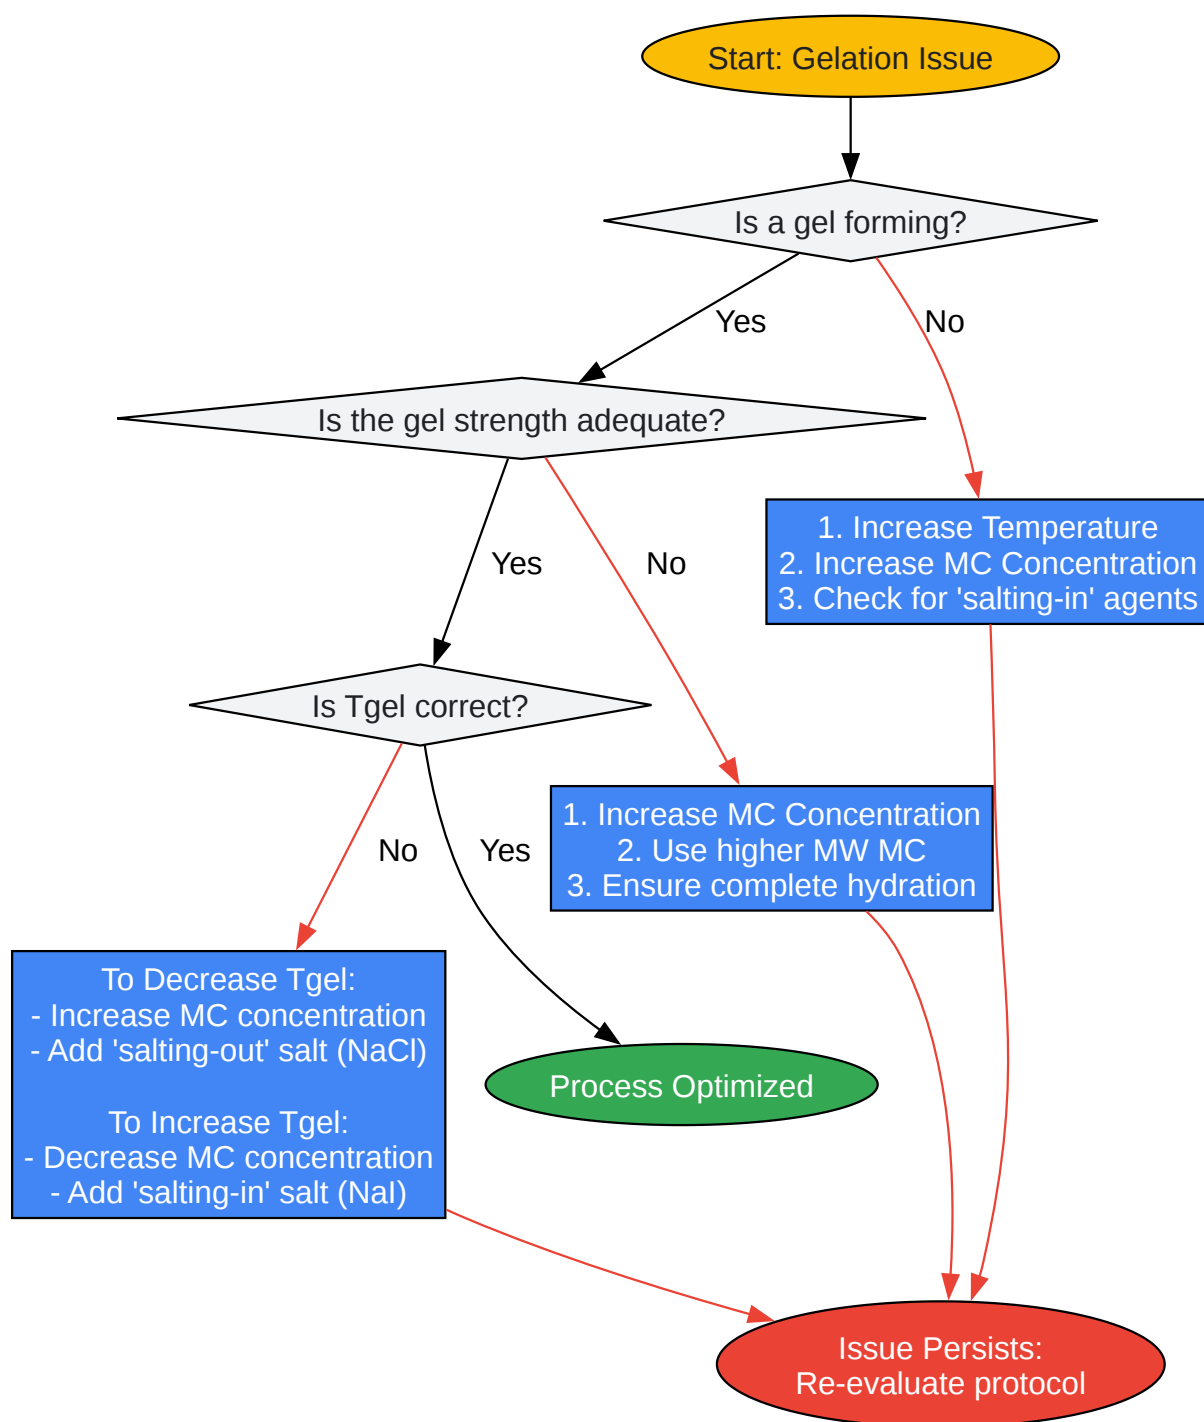 Start: Gelation Issue
Is a gel forming?
Yes
No
Is the gel strength adequate?
Yes
No
1. Increase Temperature
2. Increase MC Concentration
3. Check for 'salting-in' agents
Is Tgel correct?
No
Yes
1. Increase MC Concentration
2. Use higher MW MC
3. Ensure complete hydration
To Decrease Tgel:
- Increase MC concentration
- Add 'salting-out' salt (NaCl)
To Increase Tgel:
- Decrease MC concentration
- Add 'salting-in' salt (NaI)
Process Optimized
Issue Persists:
Re-evaluate protocol